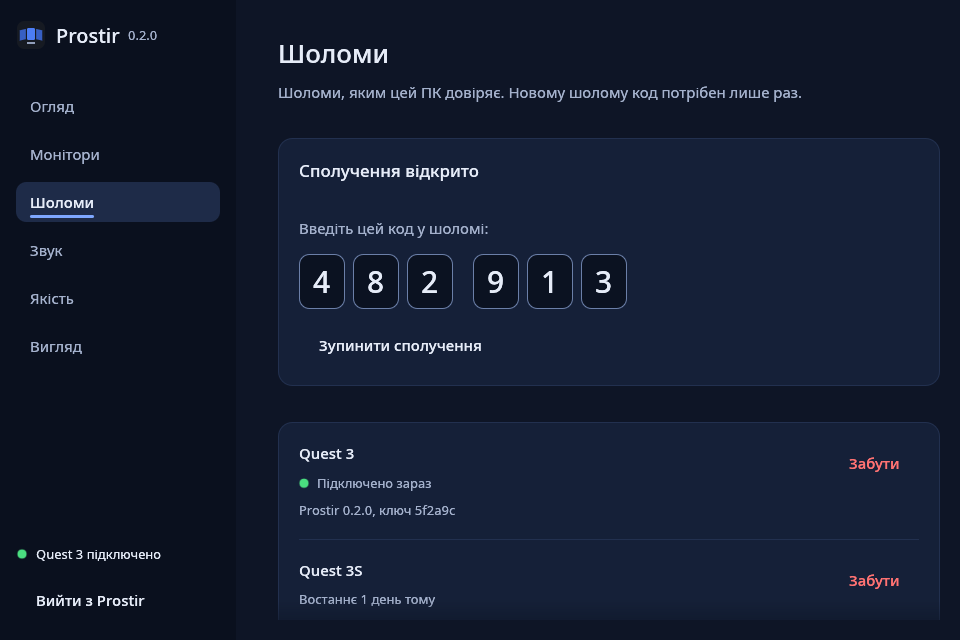 Prostir 0.2.0
Огляд
Монітори
Шоломи
Звук
Якість
Вигляд
Quest 3 підключено
Вийти з Prostir
Шоломи
Шоломи, яким цей ПК довіряє. Новому шолому код потрібен лише раз.
Сполучення відкрито
Введіть цей код у шоломі:
4 8 2 9 1 3
Зупинити сполучення
Quest 3
Забути
Підключено зараз
Prostir 0.2.0, ключ 5f2a9c
Quest 3S
Забути
Востаннє 1 день тому